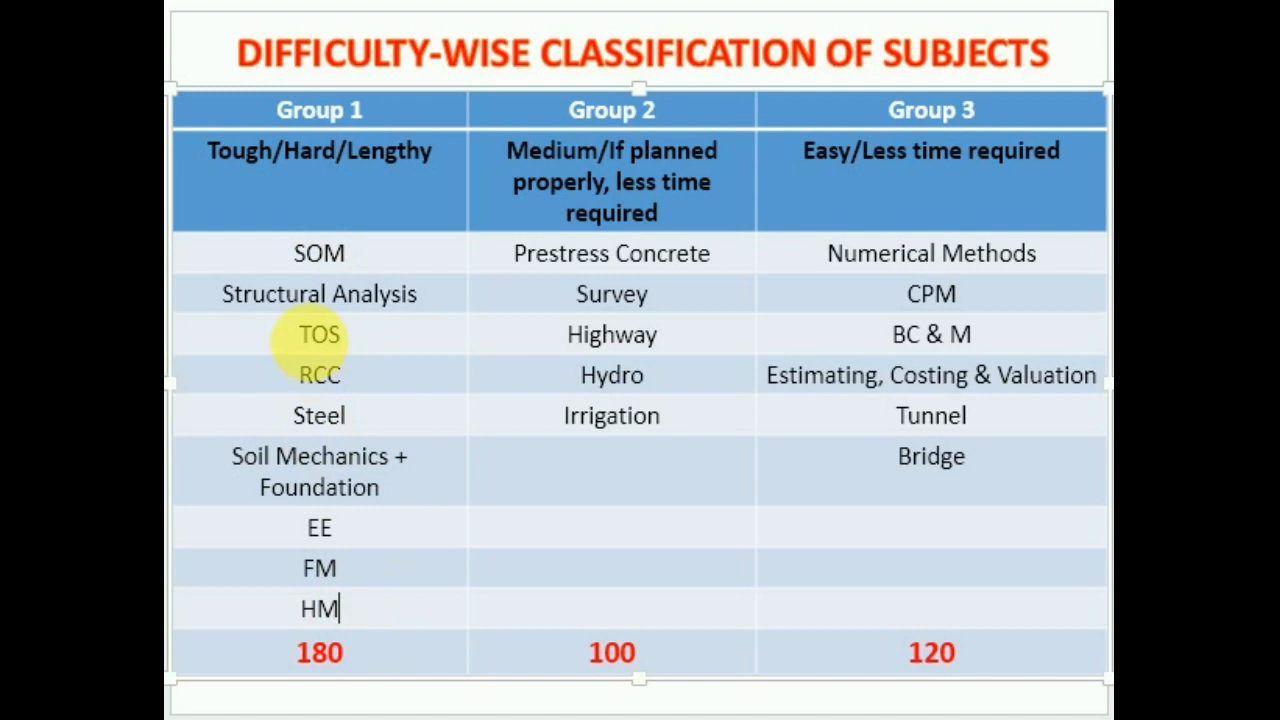 DIFFICULTY-WISE CLASSIFICATION OF SUBJECTS
Group 1 Group 2 Group 3
Tough/Hard/Lengthy Medium/If planned Easy/Less time required
properly, less time
required
SOM Prestress Concrete Numerical Methods
Structural Analysis Survey CPM
TOS Highway BC & M
RCC Hydro Estimating, Costing & Valuation
Steel Irrigation Tunnel
Soil Mechanics + Bridge
Foundation
EE
FM
HM
180 100 120